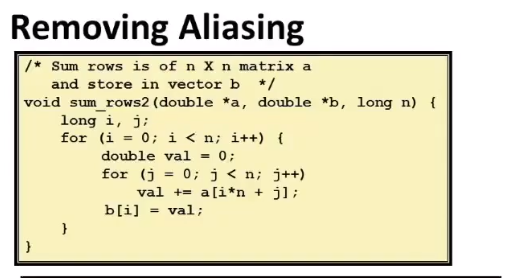 Removing Aliasing
/* Sum rows is of n X n matrix a
   and store in vector b  */
void sum_rows2(double *a, double *b, long n) {
    long i, j;
    for (i = 0; i < n; i++) {
        double val = 0;
        for (j = 0; j < n; j++)
            val += a[i*n + j];
        b[i] = val;
    }
}